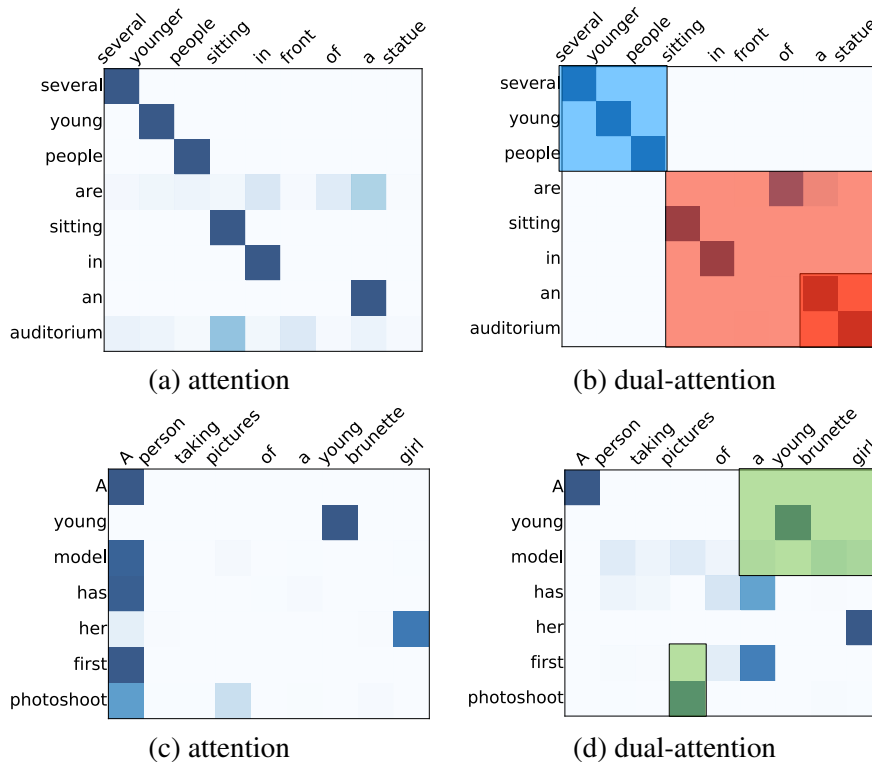 several younger people sitting in front of a statue
several
young
people
are
sitting
in
an
auditorium
(a) attention
several younger people sitting in front of a statue
several
young
people
are
sitting
in
an
auditorium
(b) dual-attention
A person taking pictures of a young brunette girl
A
young
model
has
her
first
photoshoot
(c) attention
A person taking pictures of a young brunette girl
A
young
model
has
her
first
photoshoot
(d) dual-attention